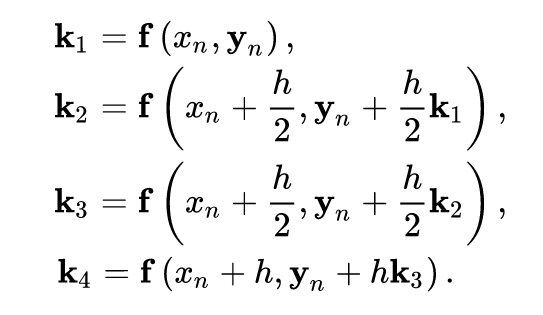 k₁ = f (xₙ, yₙ),
k₂ = f (xₙ + h/2, yₙ + h/2 k₁),
k₃ = f (xₙ + h/2, yₙ + h/2 k₂),
k₄ = f (xₙ + h, yₙ + hk₃).